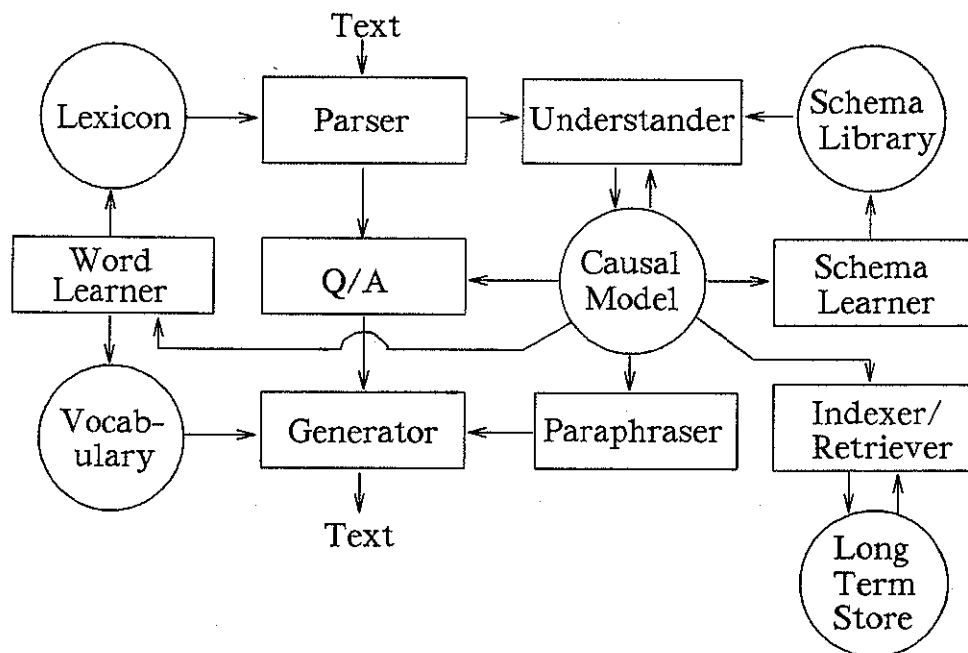 Text
Lexicon
Parser
Understander
Schema
Library
Word
Learner
Q/A
Causal
Model
Schema
Learner
Vocab-
ulary
Generator
Paraphraser
Indexer/
Retriever
Text
Long
Term
Store